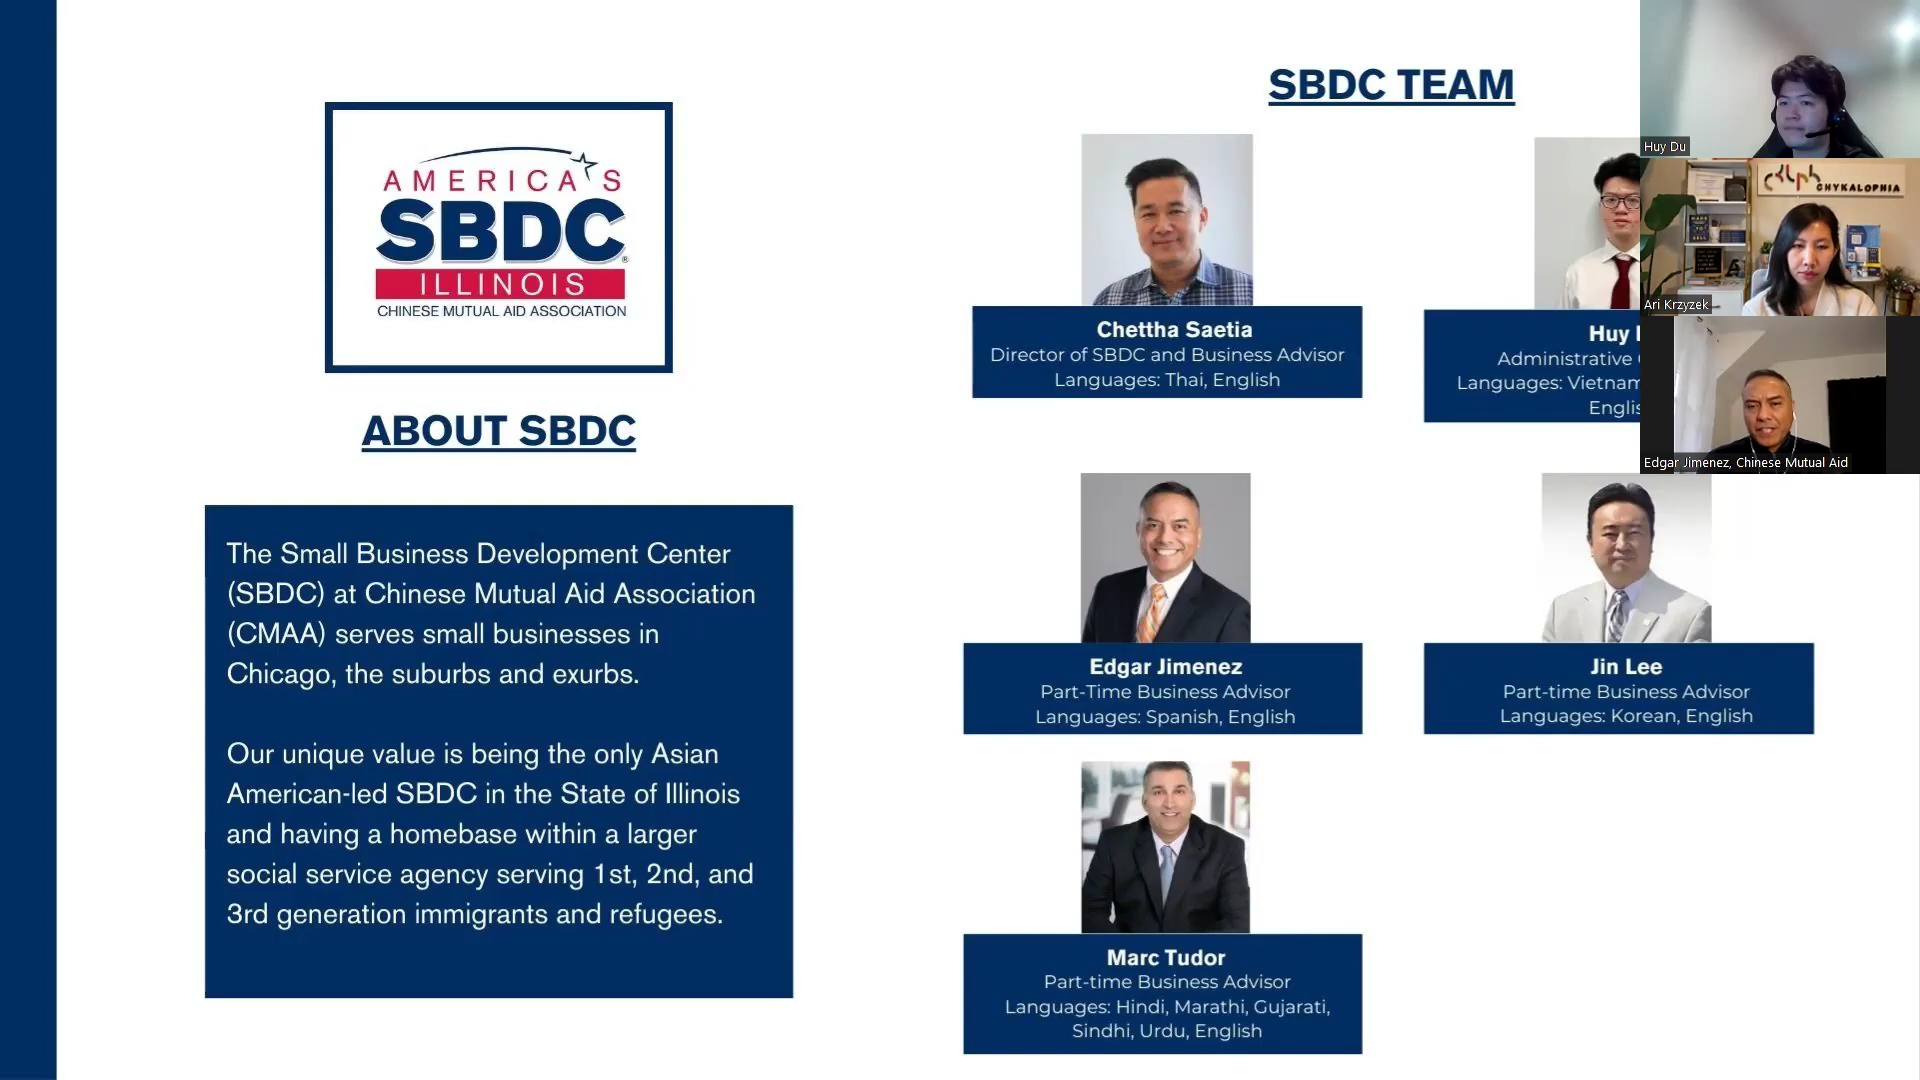 AMERICA'S
SBDC
ILLINOIS
CHINESE MUTUAL AID ASSOCIATION
ABOUT SBDC
The Small Business Development Center
(SBDC) at Chinese Mutual Aid Association
(CMAA) serves small businesses in
Chicago, the suburbs and exurbs.
Our unique value is being the only Asian
American-led SBDC in the State of Illinois
and having a homebase within a larger
social service agency serving 1st, 2nd, and
3rd generation immigrants and refugees.
SBDC TEAM
Chettha Saetia
Director of SBDC and Business Advisor
Languages: Thai, English
Huy
Administrative
Languages:
Edgar Jimenez
Part-Time Business Advisor
Languages: Spanish, English
Jin Lee
Part-time Business Advisor
Languages: Korean, English
Marc Tudor
Part-time Business Advisor
Languages: Hindi, Marathi, Gujarati,
Sindhi, Urdu, English
Huy Du
CHYKALOPHIA
Ari Krzyzek
Edgar Jimenez, Chinese Mutual Aid